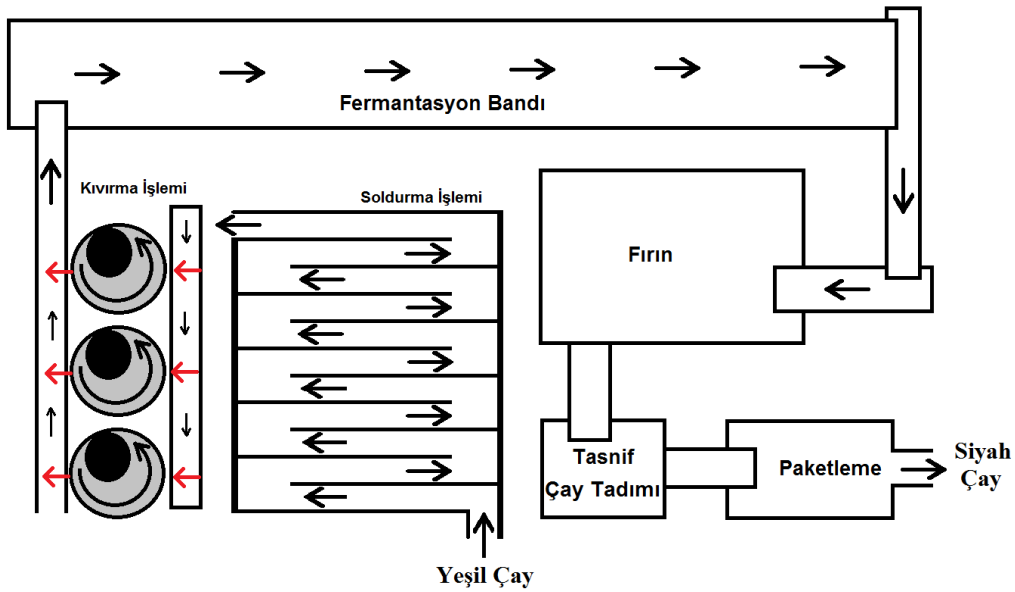 Fermantasyon Bandı
Kıvırma İşlemi
Soldurma İşlemi
Fırın
Tasnif
Çay Tadımı
Paketleme
Siyah
Çay
Yeşil Çay